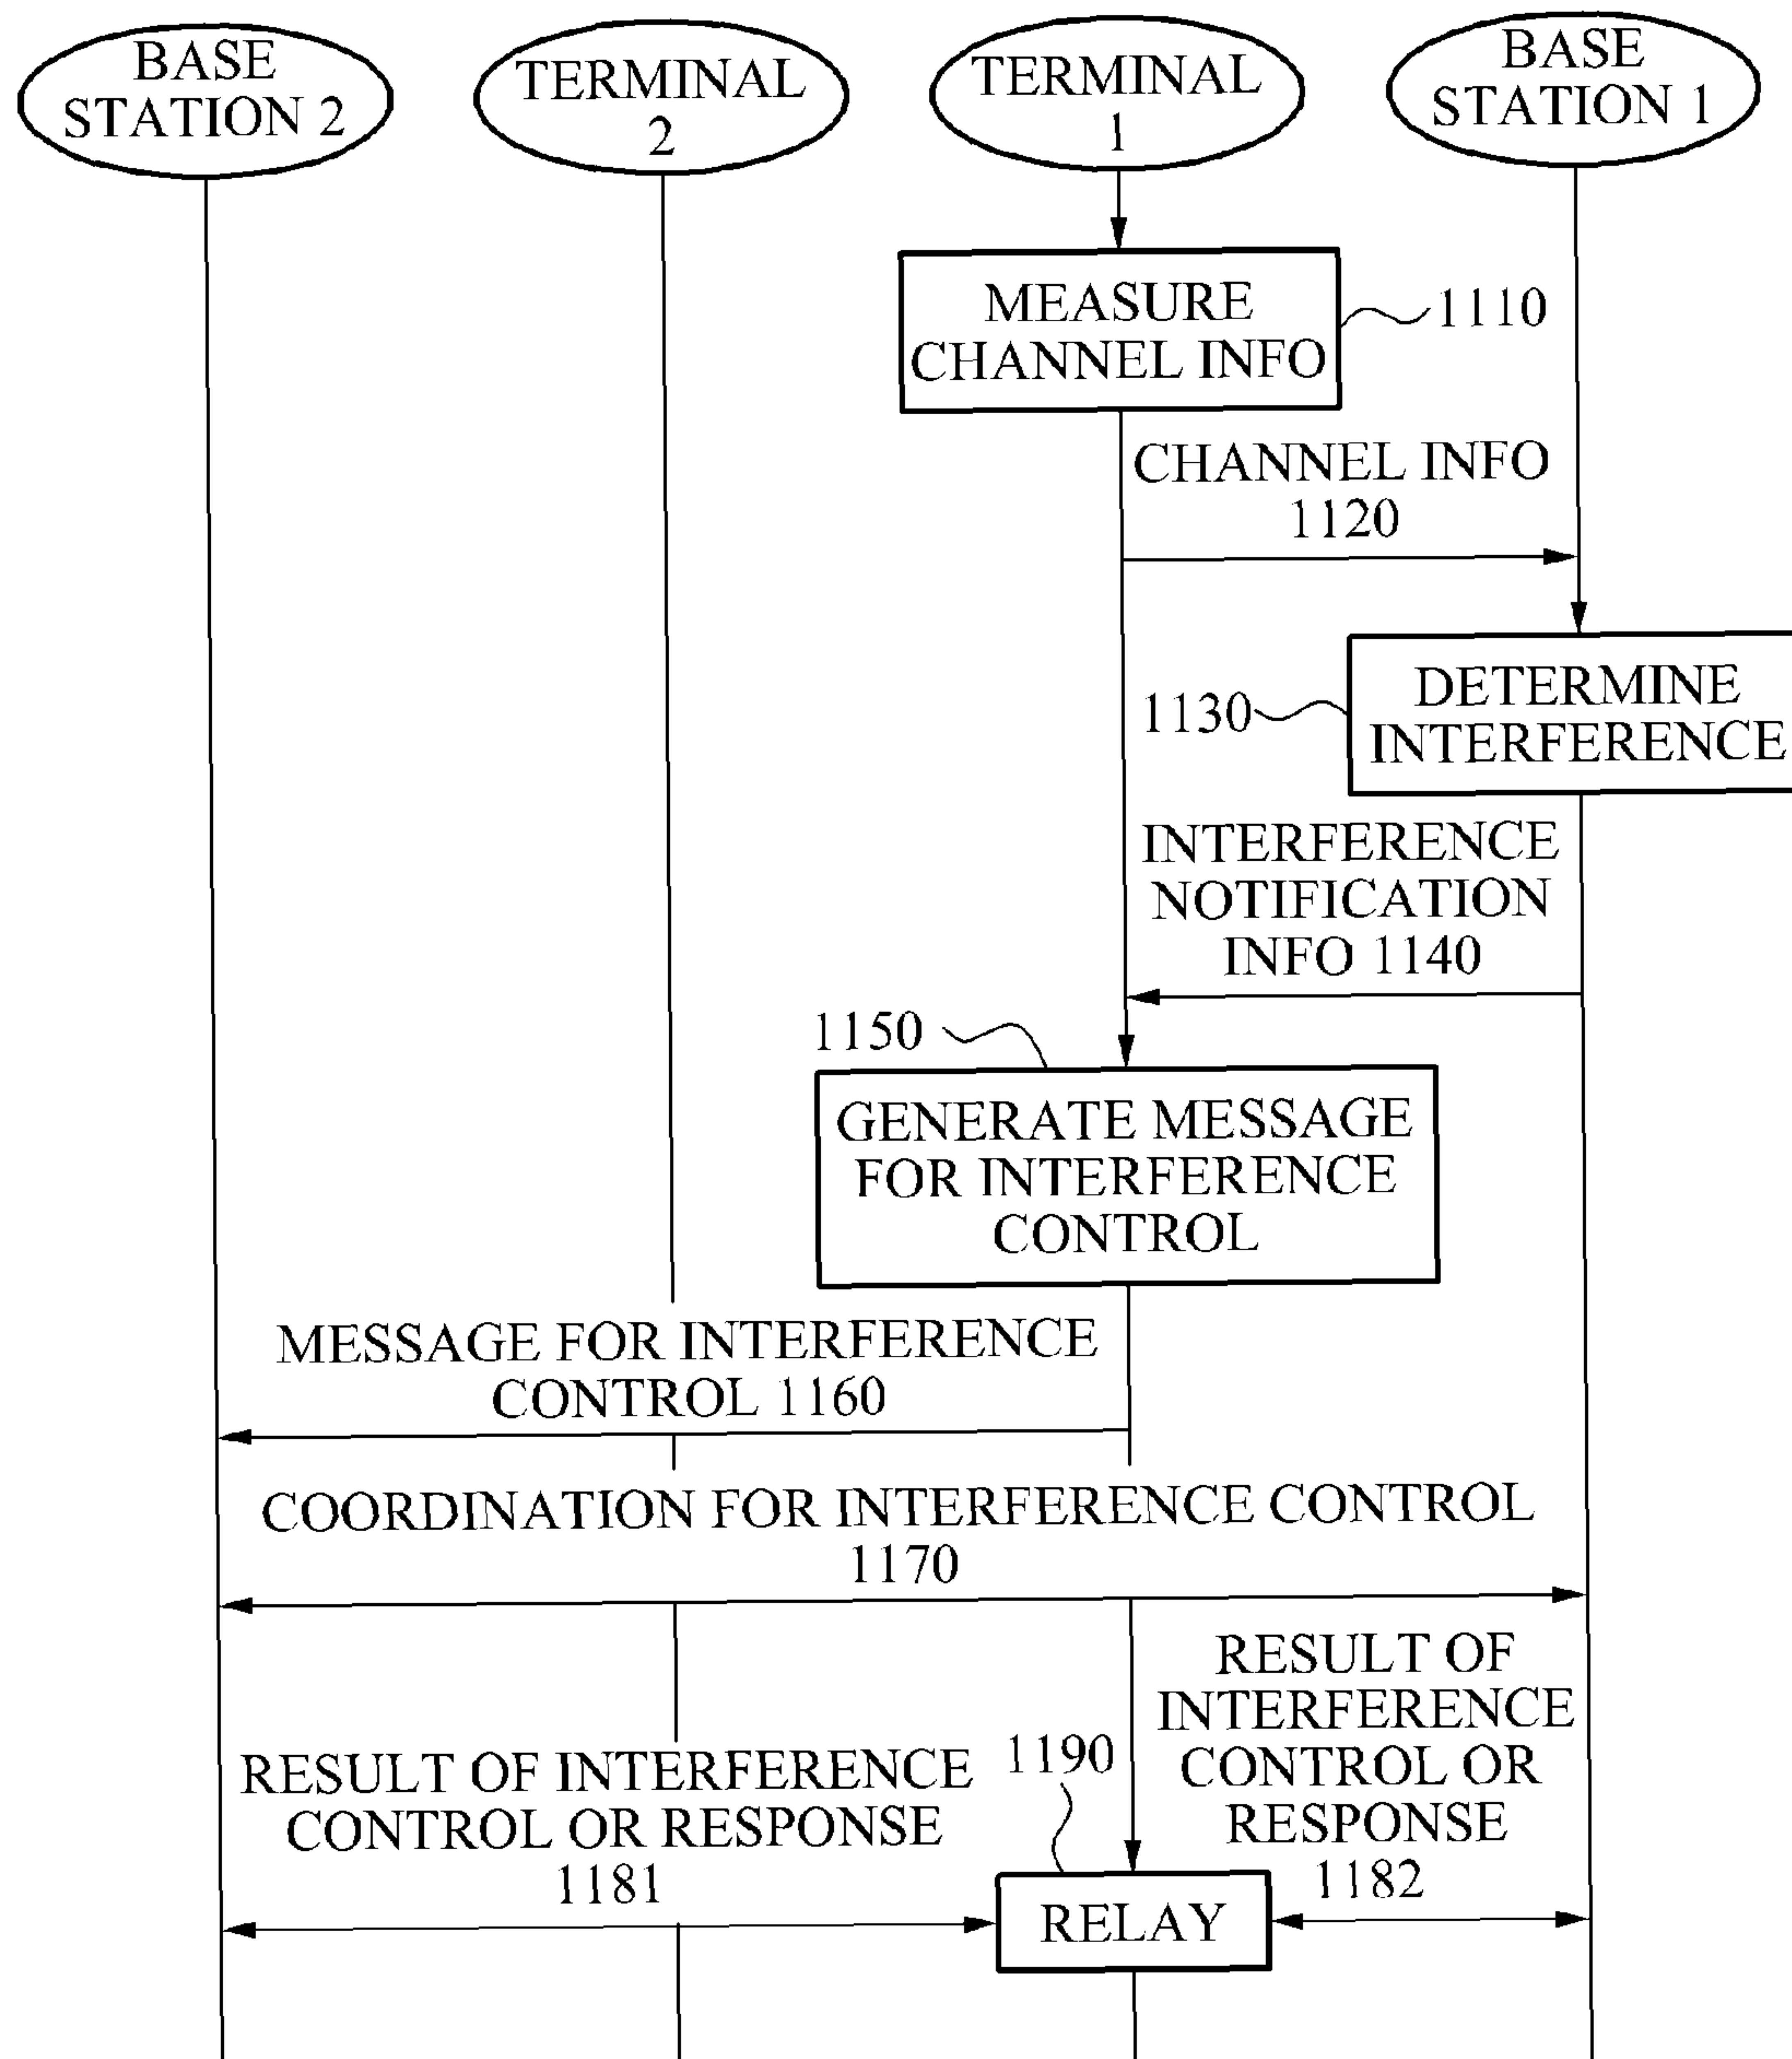 BASE
STATION 2
TERMINAL
2
TERMINAL
1
BASE
STATION 1
MEASURE
CHANNEL INFO
1110
CHANNEL INFO
1120
DETERMINE
INTERFERENCE
1130
INTERFERENCE
NOTIFICATION
INFO 1140
1150
GENERATE MESSAGE
FOR INTERFERENCE
CONTROL
MESSAGE FOR INTERFERENCE
CONTROL 1160
COORDINATION FOR INTERFERENCE CONTROL
1170
RESULT OF INTERFERENCE
CONTROL OR RESPONSE
1181
1190
RELAY
RESULT OF
INTERFERENCE
CONTROL OR
RESPONSE
1182